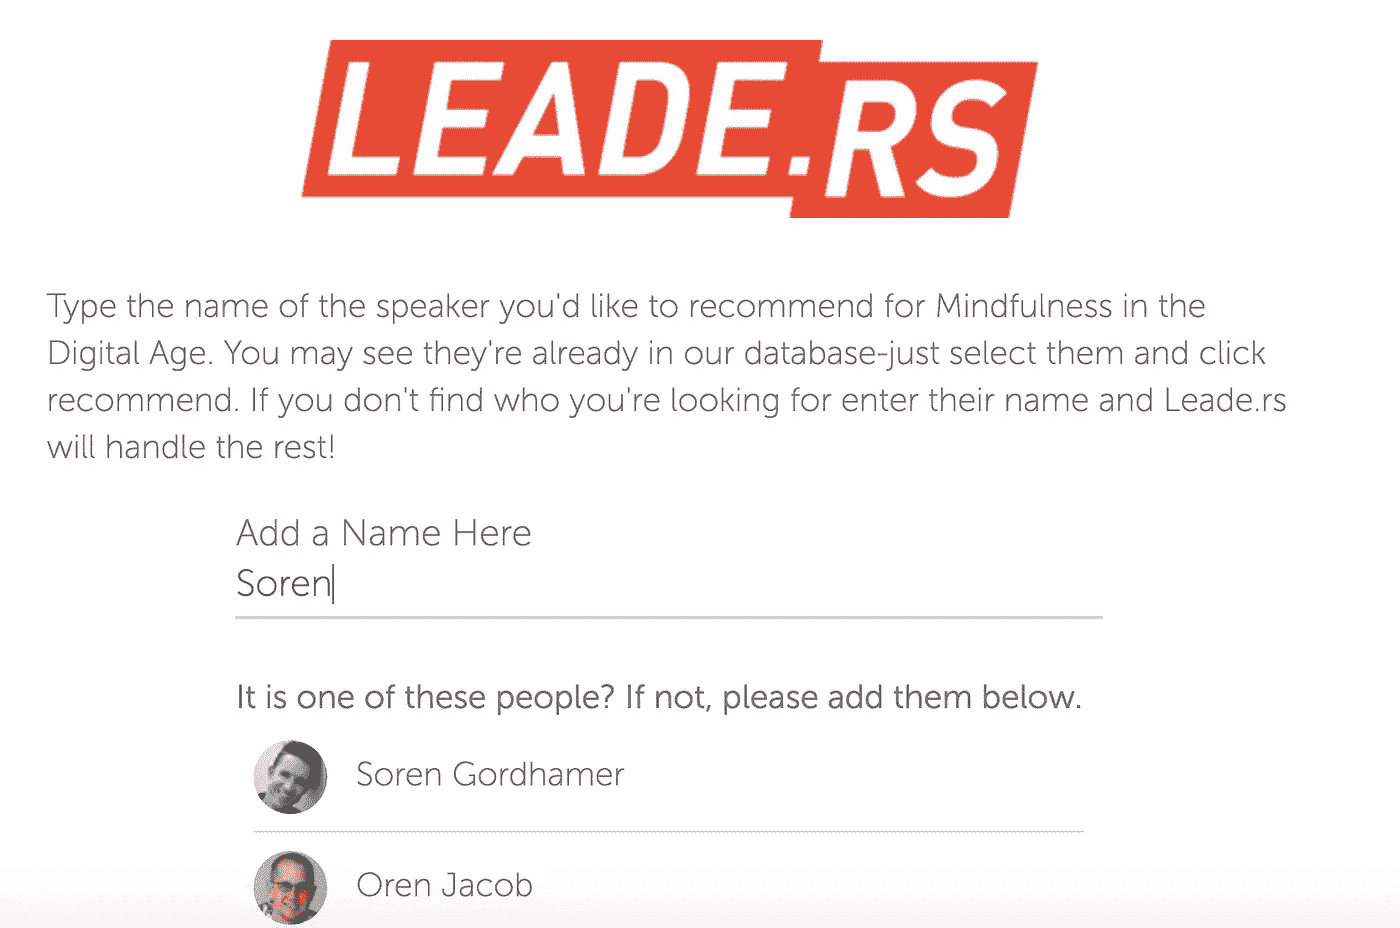 LEADE.RS
Type the name of the speaker you'd like to recommend for Mindfulness in the
Digital Age. You may see they're already in our database-just select them and click
recommend. If you don't find who you're looking for enter their name and Leade.rs
will handle the rest!
Add a Name Here
Soren
It is one of these people? If not, please add them below.
Soren Gordhamer
Oren Jacob